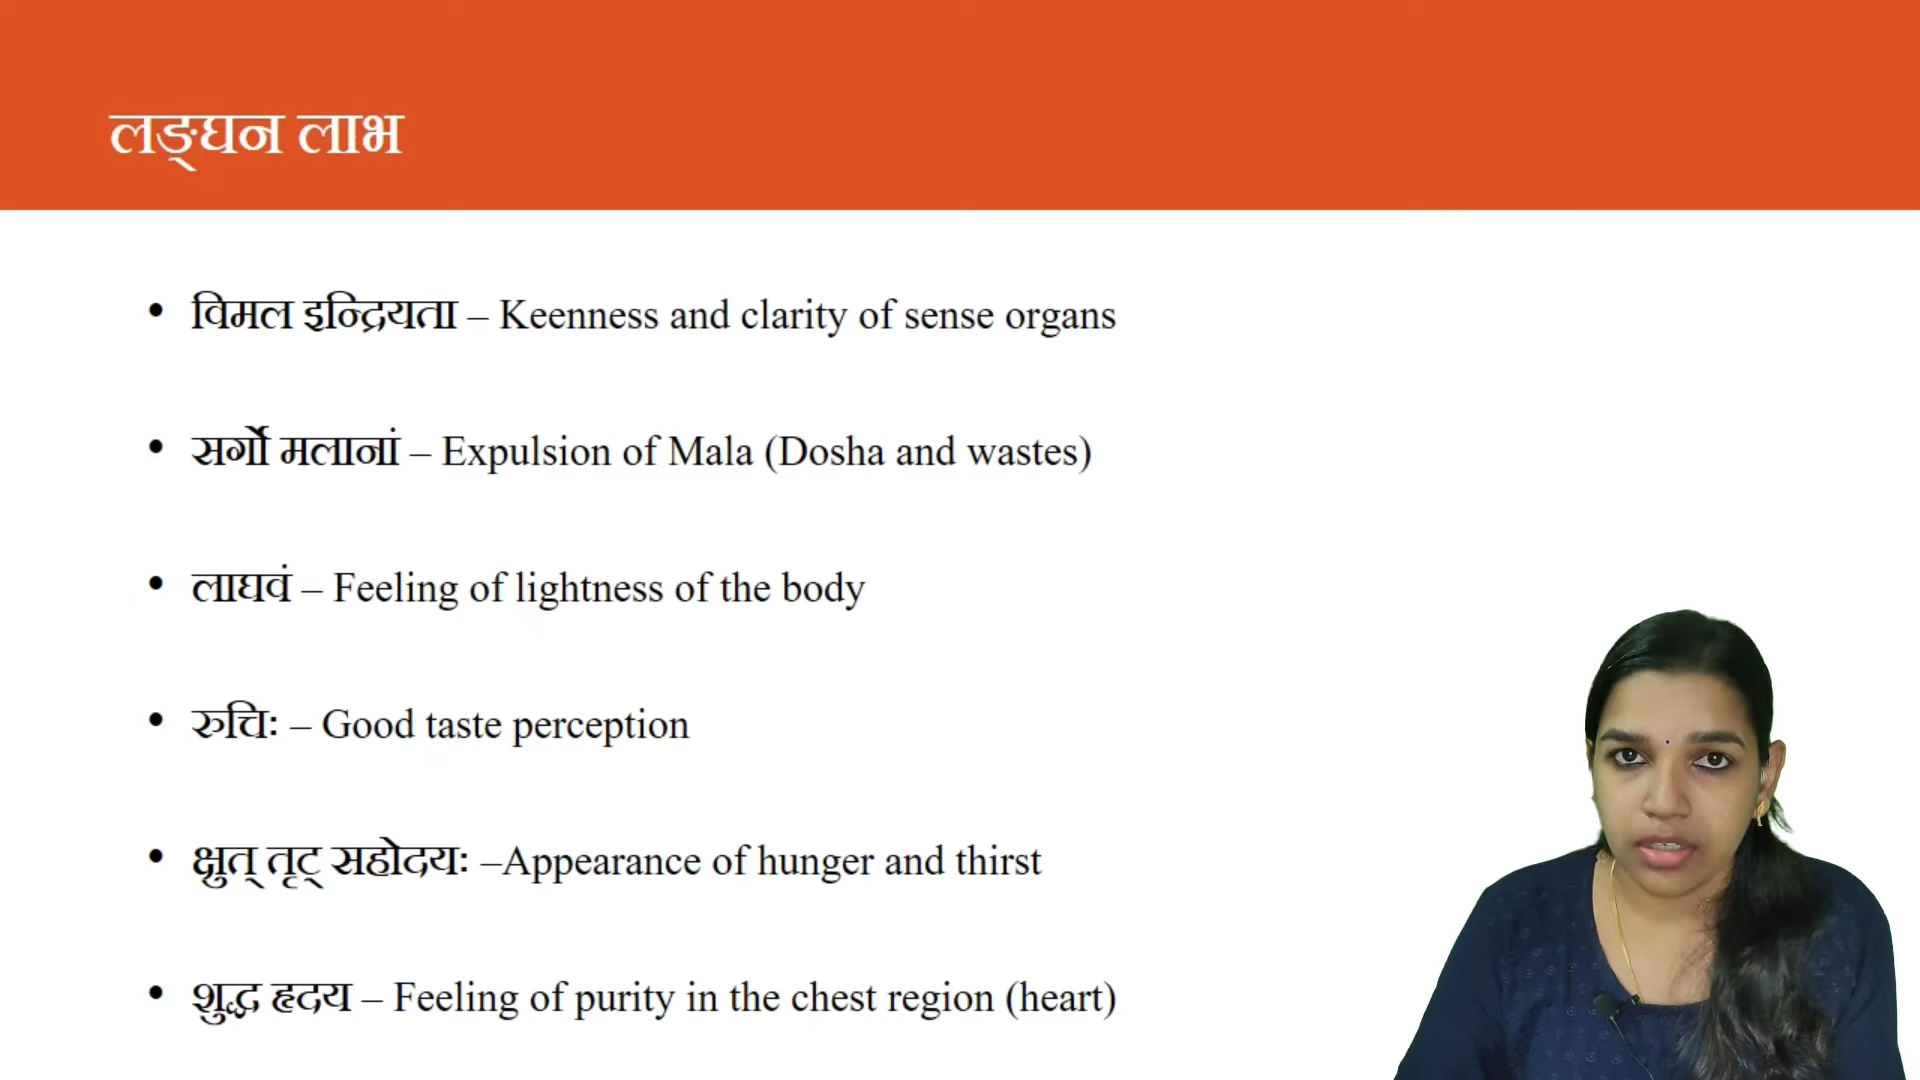 लङ्घन लाभ
• विमल इन्द्रियता – Keenness and clarity of sense organs
• सर्गो मलानां – Expulsion of Mala (Dosha and wastes)
• लाघवं – Feeling of lightness of the body
• रुचिः – Good taste perception
• क्षुत् तृट् सहोदयः –Appearance of hunger and thirst
• शुद्ध हृदय – Feeling of purity in the chest region (heart)